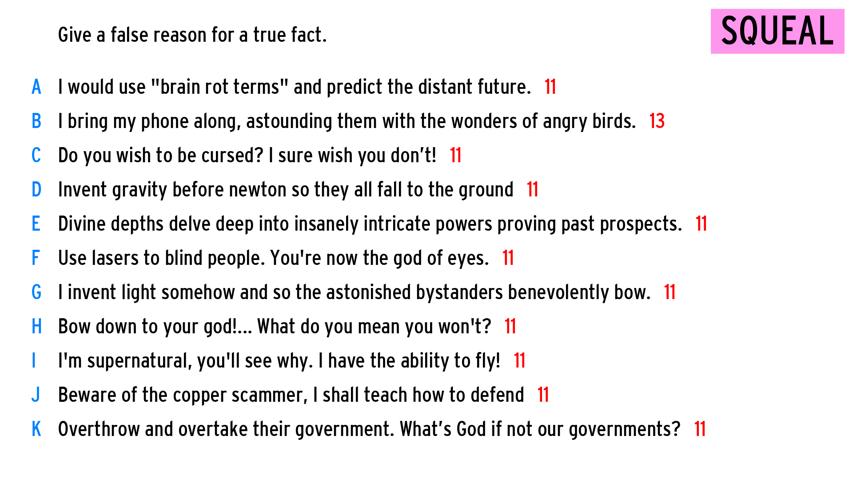 Give a false reason for a true fact.
SQUEAL
A I would use "brain rot terms" and predict the distant future. 11
B I bring my phone along, astounding them with the wonders of angry birds. 13
C Do you wish to be cursed? I sure wish you don't! 11
D Invent gravity before newton so they all fall to the ground 11
E Divine depths delve deep into insanely intricate powers proving past prospects. 11
F Use lasers to blind people. You're now the god of eyes. 11
G I invent light somehow and so the astonished bystanders benevolently bow. 11
H Bow down to your god!... What do you mean you won't? 11
I I'm supernatural, you'll see why. I have the ability to fly! 11
J Beware of the copper scammer, I shall teach how to defend 11
K Overthrow and overtake their government. What's God if not our governments? 11